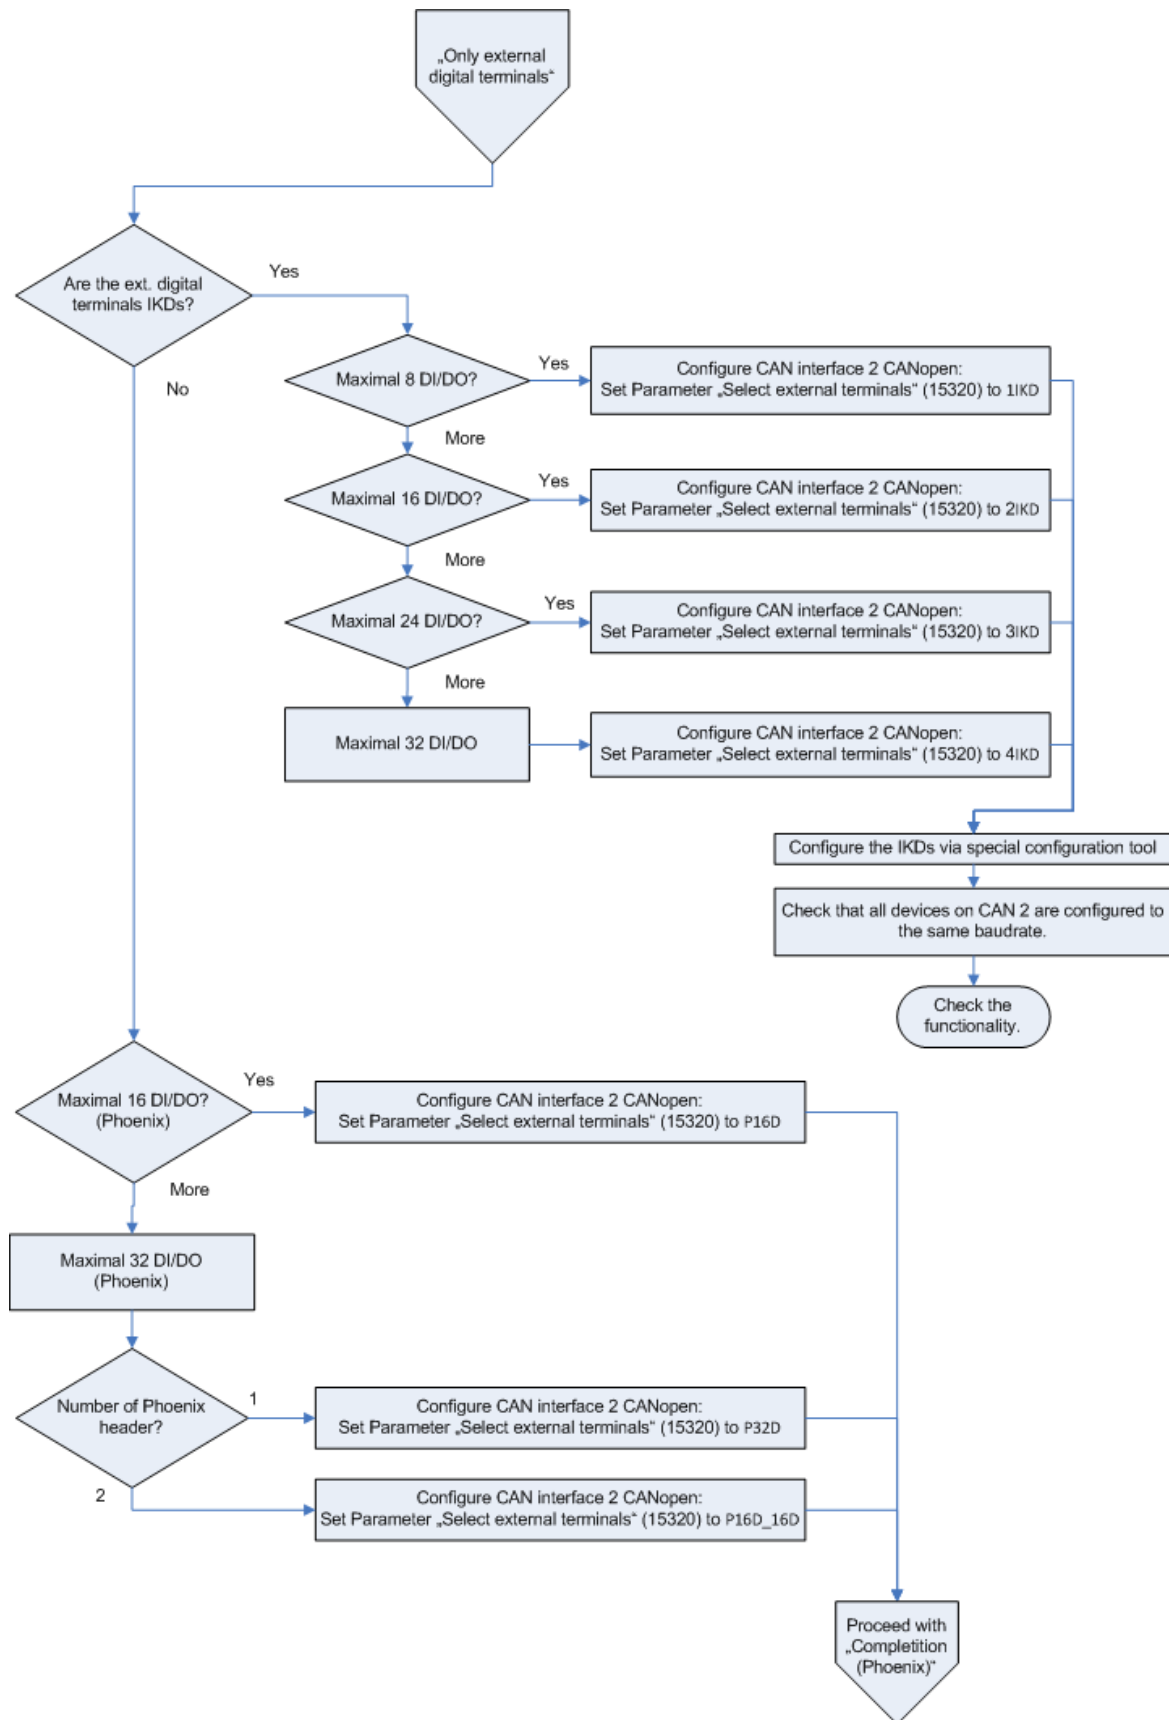 „Only external
digital terminals“
Are the ext. digital
terminals IKDs?
Yes
No
Maximal 8 DI/DO?
Yes
Configure CAN interface 2 CANopen:
Set Parameter „Select external terminals“ (15320) to 1IKD
More
Maximal 16 DI/DO?
Yes
Configure CAN interface 2 CANopen:
Set Parameter „Select external terminals“ (15320) to 2IKD
More
Maximal 24 DI/DO?
Yes
Configure CAN interface 2 CANopen:
Set Parameter „Select external terminals“ (15320) to 3IKD
More
Maximal 32 DI/DO
Configure CAN interface 2 CANopen:
Set Parameter „Select external terminals“ (15320) to 4IKD
Configure the IKDs via special configuration tool
Check that all devices on CAN 2 are configured to
the same baudrate.
Check the
functionality.
Maximal 16 DI/DO?
(Phoenix)
Yes
Configure CAN interface 2 CANopen:
Set Parameter „Select external terminals“ (15320) to P16D
More
Maximal 32 DI/DO
(Phoenix)
Number of Phoenix
header?
1
Configure CAN interface 2 CANopen:
Set Parameter „Select external terminals“ (15320) to P32D
2
Configure CAN interface 2 CANopen:
Set Parameter „Select external terminals“ (15320) to P16D_16D
Proceed with
„Completition
(Phoenix)“